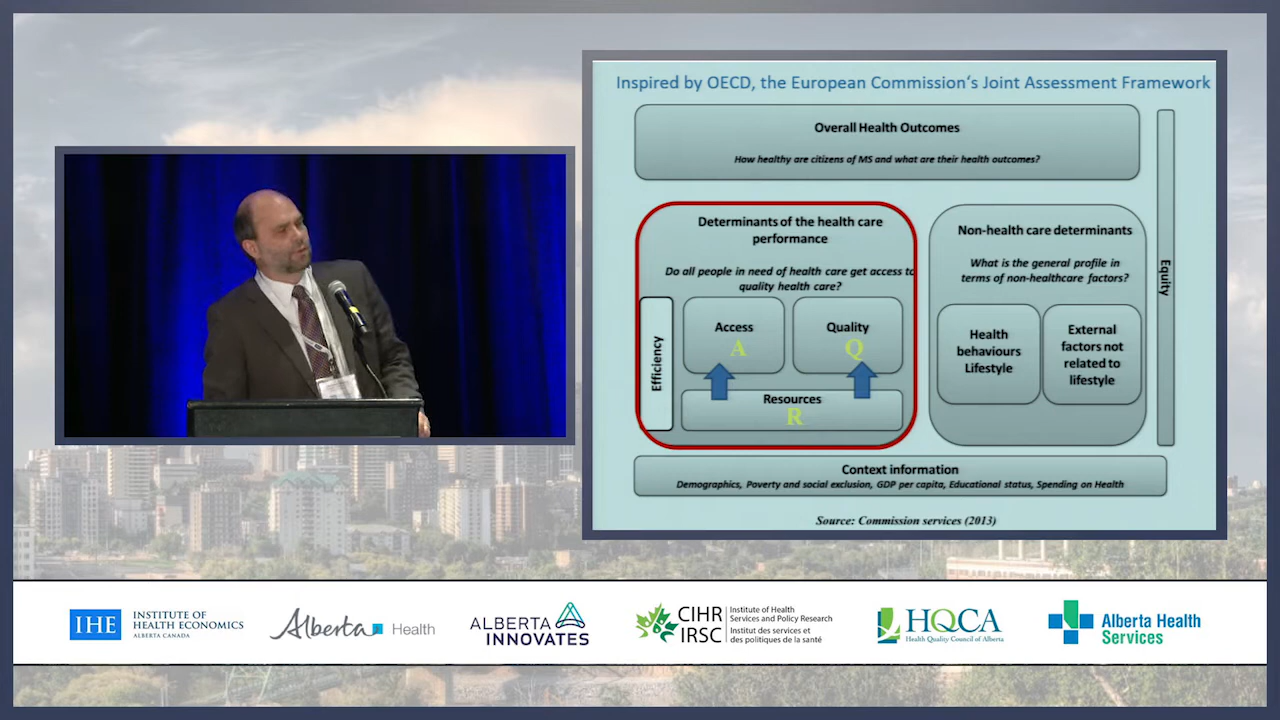 Inspired by OECD, the European Commission's Joint Assessment Framework
Overall Health Outcomes
How healthy are citizens of MS and what are their health outcomes?
Determinants of the health care
performance
Do all people in need of health care get access to
quality health care?
Efficiency
Access
A
Quality
Q
Resources
R
Non-health care determinants
What is the general profile in
terms of non-healthcare factors?
Health
behaviours
Lifestyle
External
factors not
related to
lifestyle
Equity
Context information
Demographics, Poverty and social exclusion, GDP per capita, Educational status, Spending on Health
Source: Commission services (2013)
IHE
INSTITUTE OF
HEALTH ECONOMICS
ALBERTA CANADA
Alberta Health
ALBERTA
INNOVATES
CIHR
IRSC
Institute of Health
Services and Policy Research
Institut des services et
des politiques de la santé
HQCA
Health Quality Council of Alberta
Alberta Health
Services